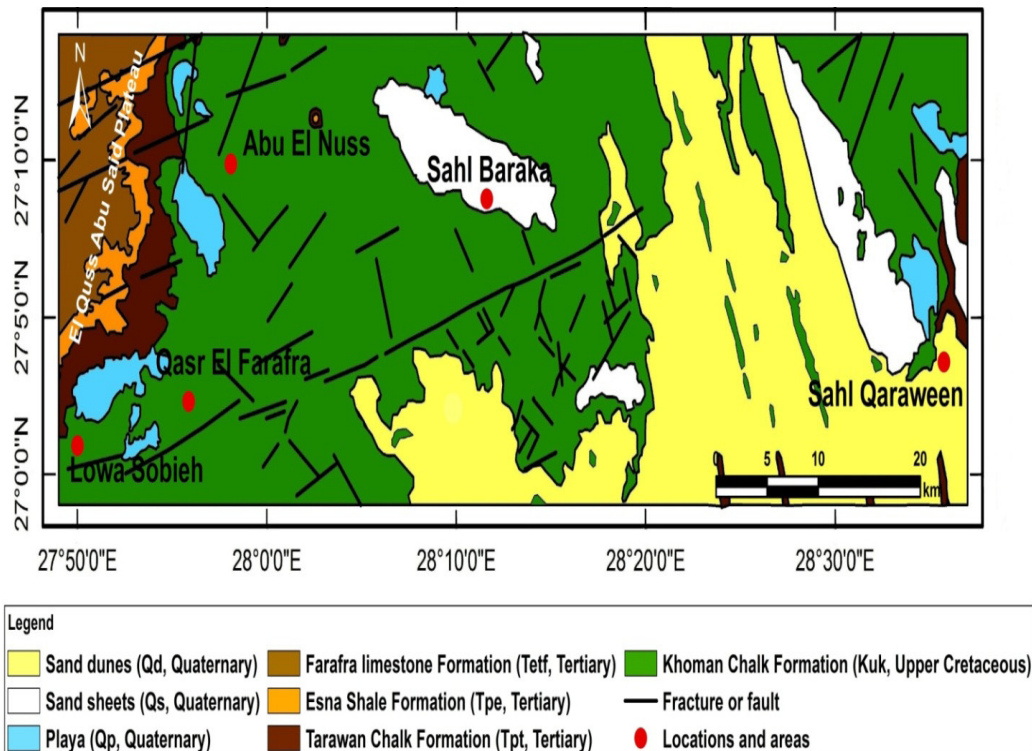 N
El Quss Abu Said Plateau
Abu El Nuss
Sahl Baraka
Qasr El Farafra
Sahl Qaraween
Lowa Sobieh
27°10'0"N
27°5'0"N
27°0'0"N
0 5 10 20
km
27°50'0"E 28°0'0"E 28°10'0"E 28°20'0"E 28°30'0"E
Legend
Sand dunes (Qd, Quaternary) Farafra limestone Formation (Tetf, Tertiary) Khoman Chalk Formation (Kuk, Upper Cretaceous)
Sand sheets (Qs, Quaternary) Esna Shale Formation (Tpe, Tertiary) Fracture or fault
Playa (Qp, Quaternary) Tarawan Chalk Formation (Tpt, Tertiary) Locations and areas